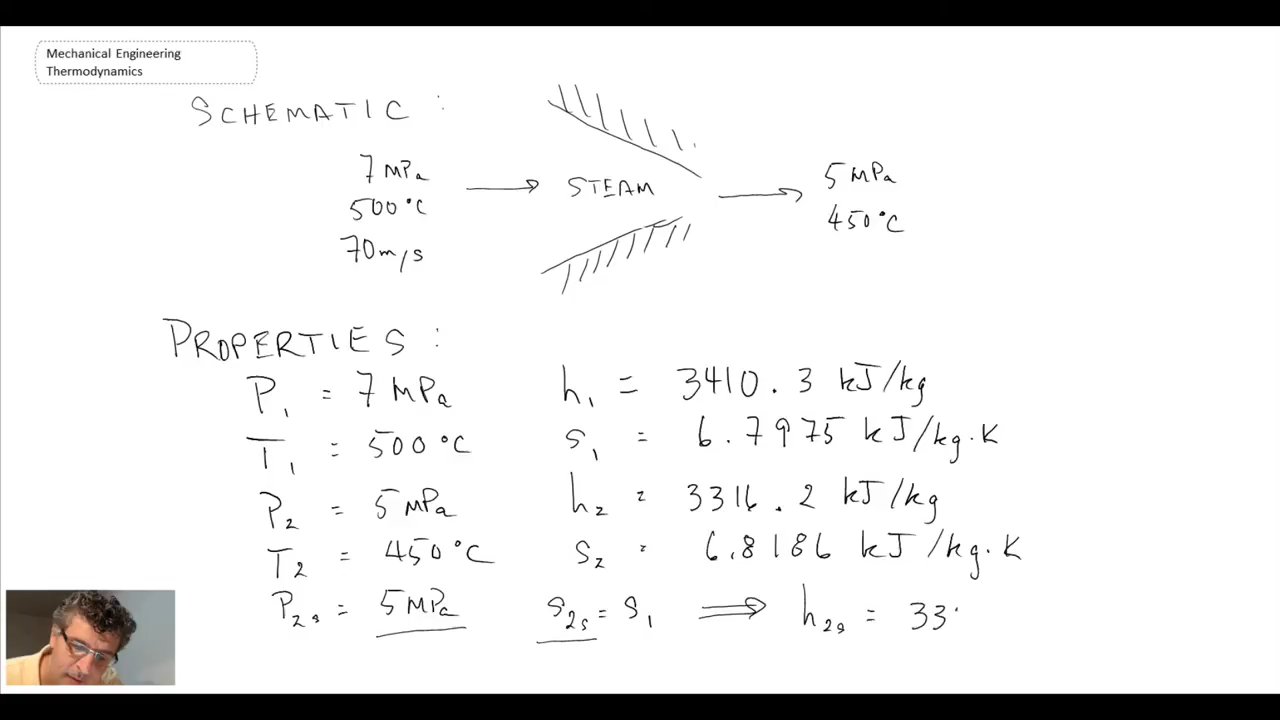 Mechanical Engineering
Thermodynamics
SCHEMATIC :
7 MPa
500°C
70 m/s
STEAM
5 MPa
450°C
PROPERTIES :
P1 = 7 MPa h1 = 3410.3 kJ/kg
T1 = 500°C s1 = 6.7975 kJ/kg·K
P2 = 5 MPa h2 = 3316.2 kJ/kg
T2 = 450°C s2 = 6.8186 kJ/kg·K
P2s = 5 MPa s2s = s1 ⟹ h2s = 33